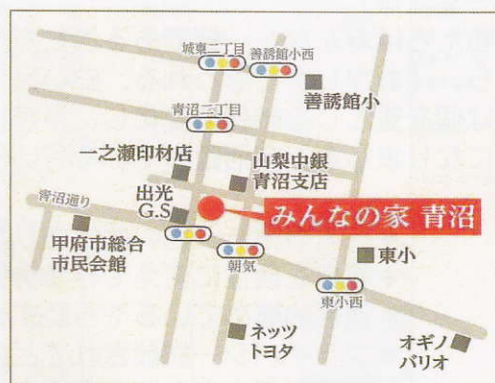 城東二丁目
善誘館小西
善誘館小
青沼二丁目
一之瀬印材店
山梨中銀
青沼支店
青沼通り
出光
G.S
みんなの家 青沼
甲府市総合
市民会館
朝気
東小
東小西
ネッツ
トヨタ
オギノ
バリオ